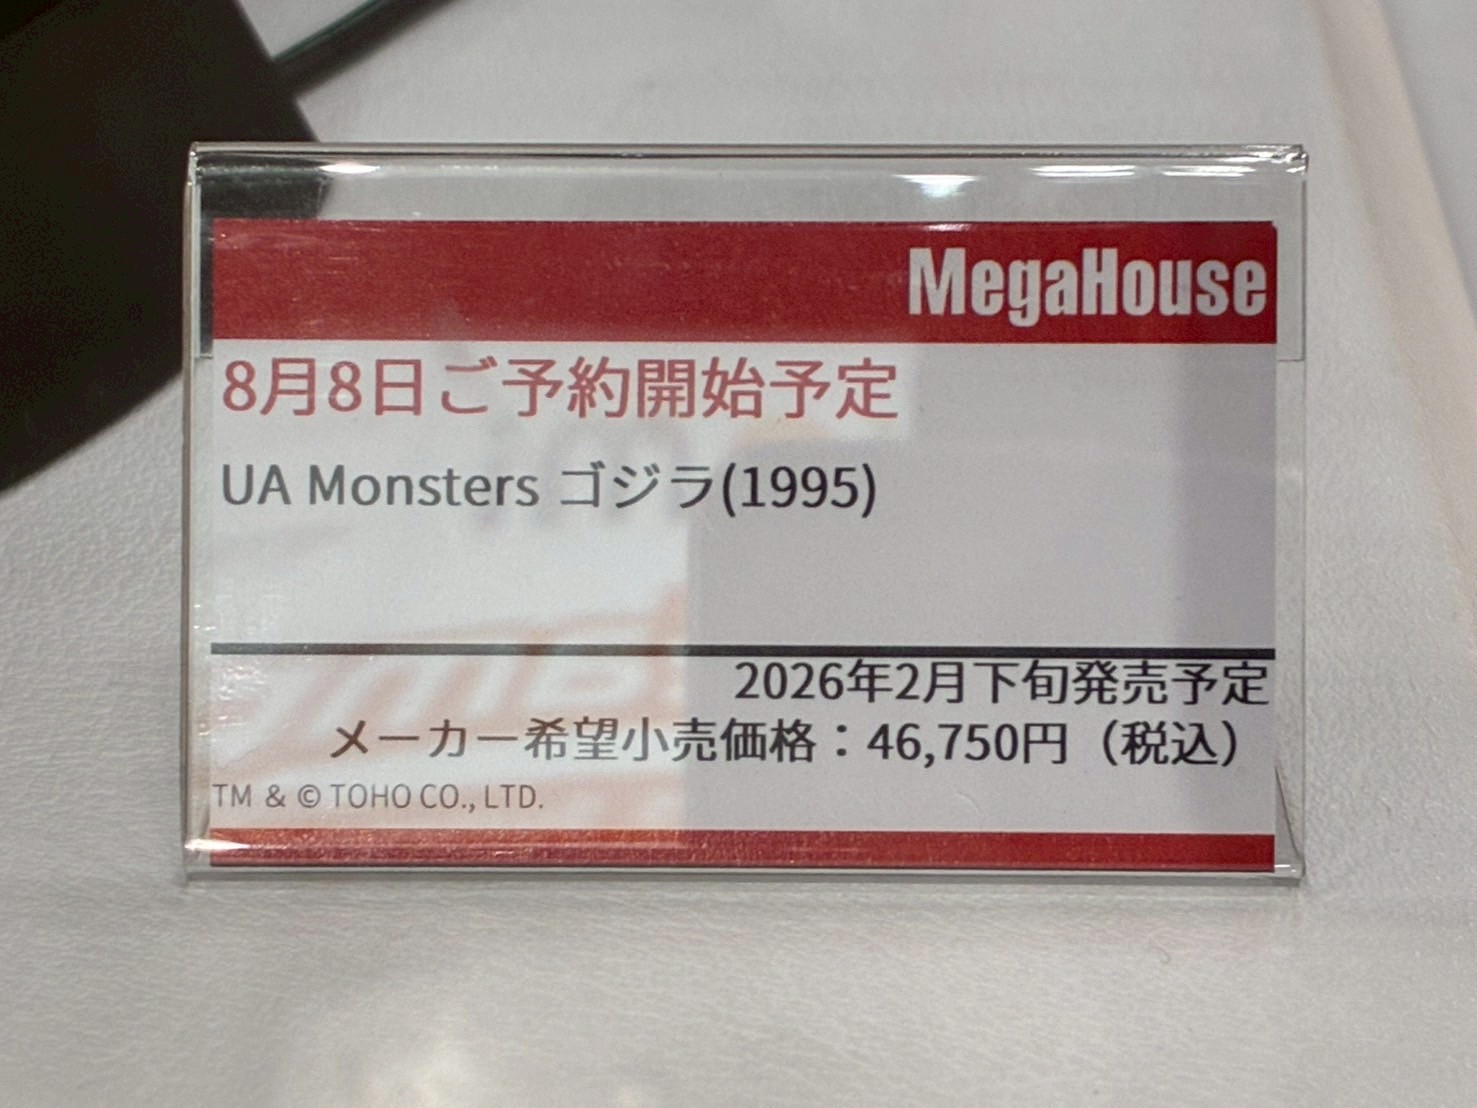 MegaHouse
8月8日ご予約開始予定
UA Monsters ゴジラ(1995)
2026年2月下旬発売予定
メーカー希望小売価格：46,750円（税込）
TM & © TOHO CO., LTD.